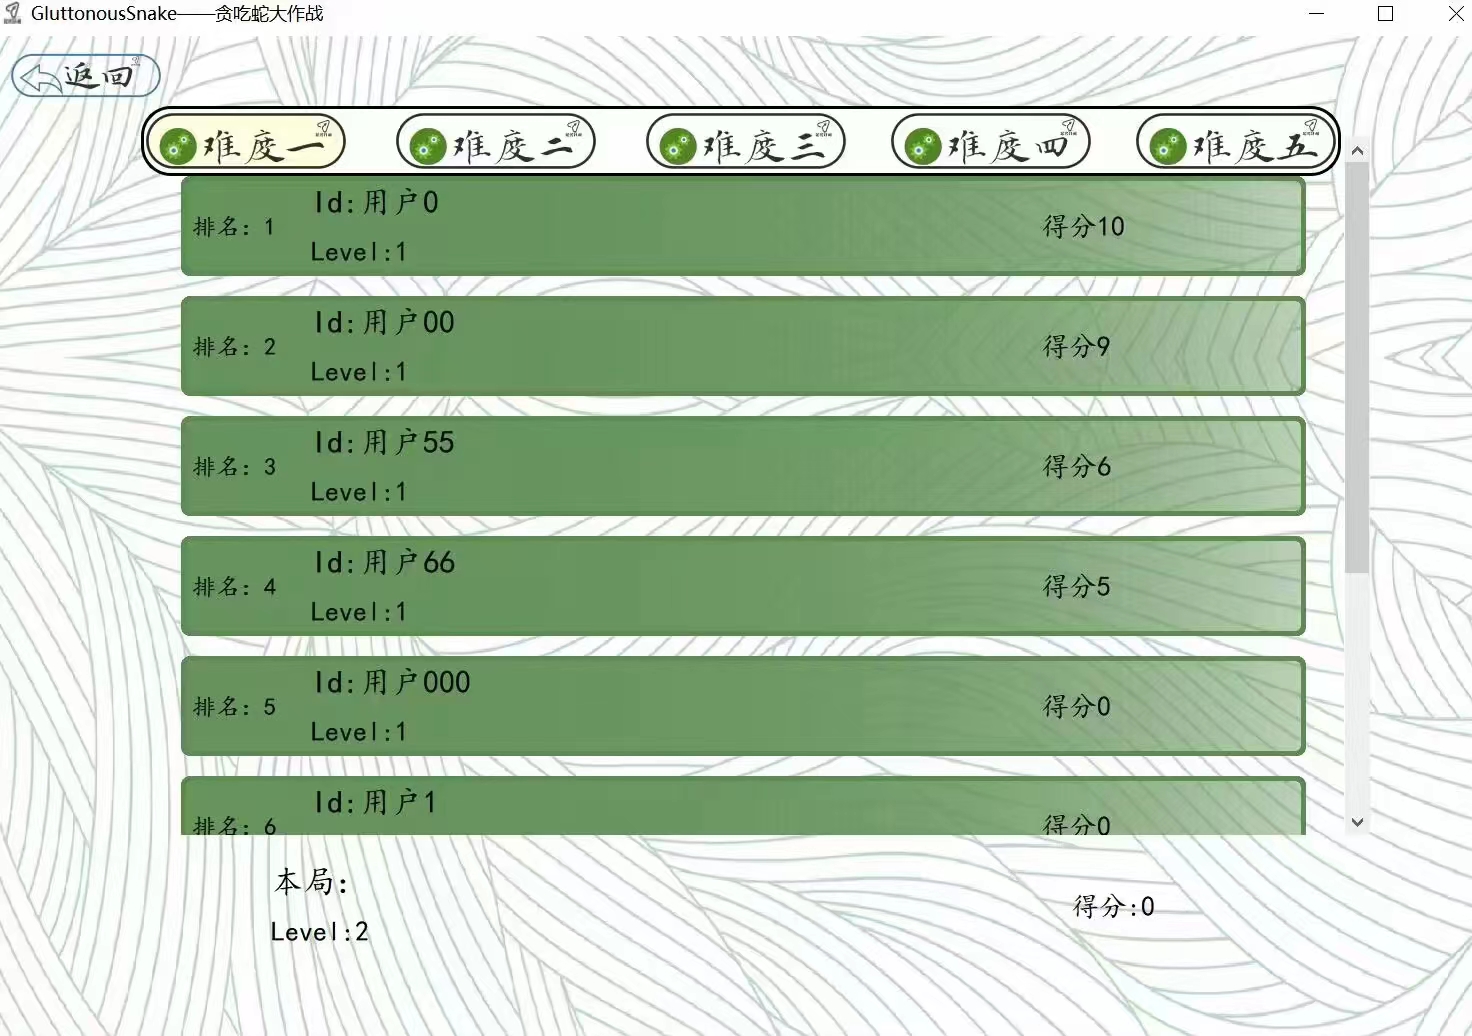 GluttonousSnake——贪吃蛇大作战
返回
难度一 难度二 难度三 难度四 难度五
Id:用户0
排名: 1 得分10
Level:1
Id:用户00
排名: 2 得分9
Level:1
Id:用户55
排名: 3 得分6
Level:1
Id:用户66
排名: 4 得分5
Level:1
Id:用户000
排名: 5 得分0
Level:1
Id:用户1
排名: 6 得分0
本局:
得分:0
Level:2